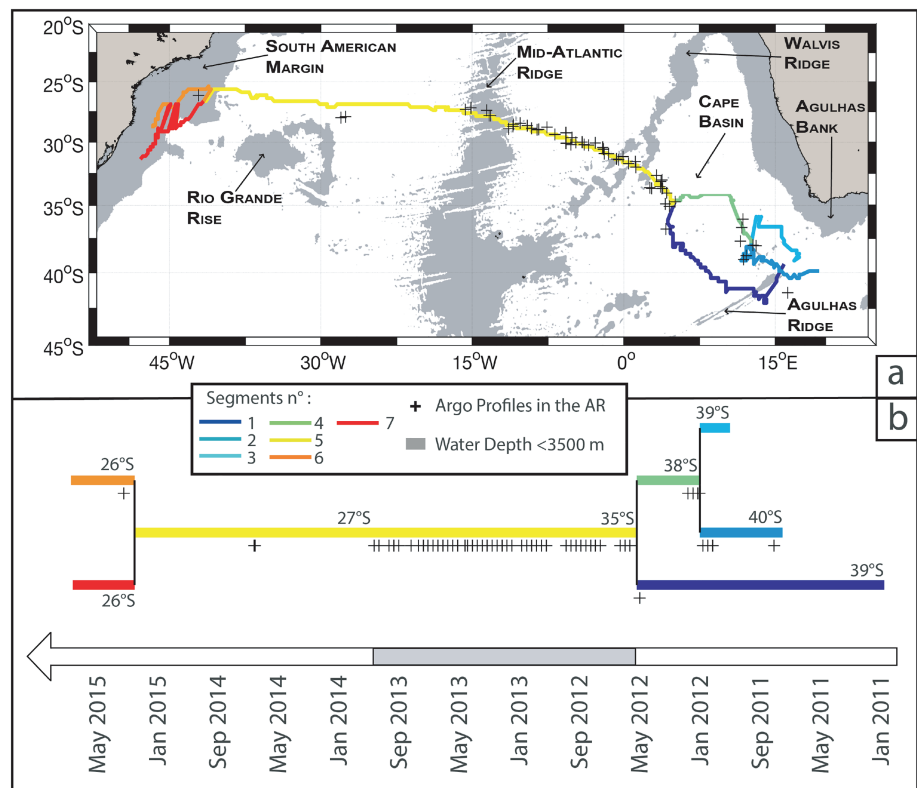 20°S
25°S
30°S
35°S
40°S
45°S
45°W
30°W
15°W
0°
15°E
South American
Margin
Mid-Atlantic
Ridge
Walvis
Ridge
Cape
Basin
Agulhas
Bank
Rio Grande
Rise
Agulhas
Ridge
a
Segments n° :
1
2
3
4
5
6
7
+ Argo Profiles in the AR
Water Depth <3500 m
b
39°S
26°S
38°S
27°S
35°S
40°S
26°S
39°S
May 2015
Jan 2015
Sep 2014
May 2014
Jan 2014
Sep 2013
May 2013
Jan 2013
Sep 2012
May 2012
Jan 2012
Sep 2011
May 2011
Jan 2011